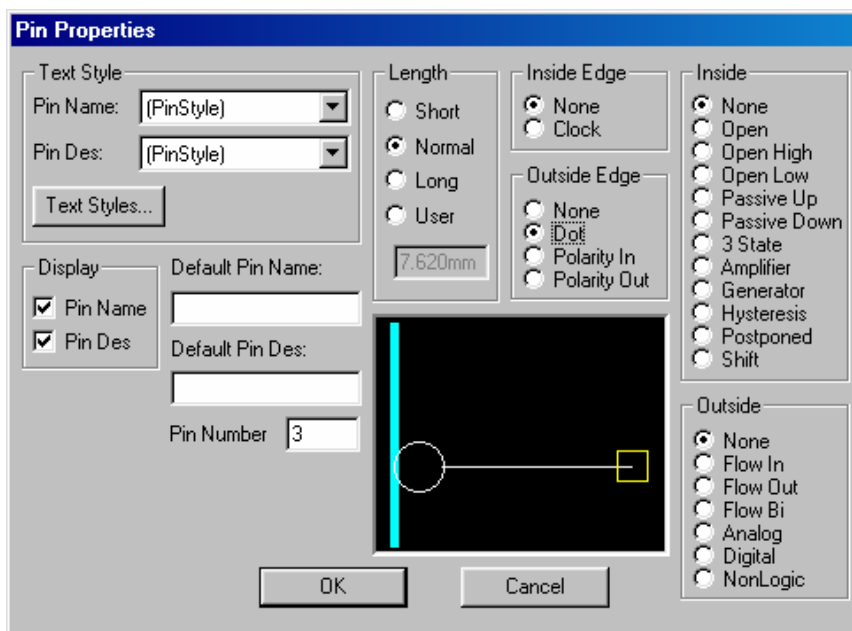 Pin Properties
Text Style
Pin Name: (PinStyle)
Pin Des: (PinStyle)
Text Styles...
Display
Pin Name
Pin Des
Default Pin Name:
Default Pin Des:
Pin Number 3
Length
Short
Normal
Long
User
7.620mm
Inside Edge
None
Clock
Outside Edge
None
Dot
Polarity In
Polarity Out
Inside
None
Open
Open High
Open Low
Passive Up
Passive Down
3 State
Amplifier
Generator
Hysteresis
Postponed
Shift
Outside
None
Flow In
Flow Out
Flow Bi
Analog
Digital
NonLogic
OK
Cancel